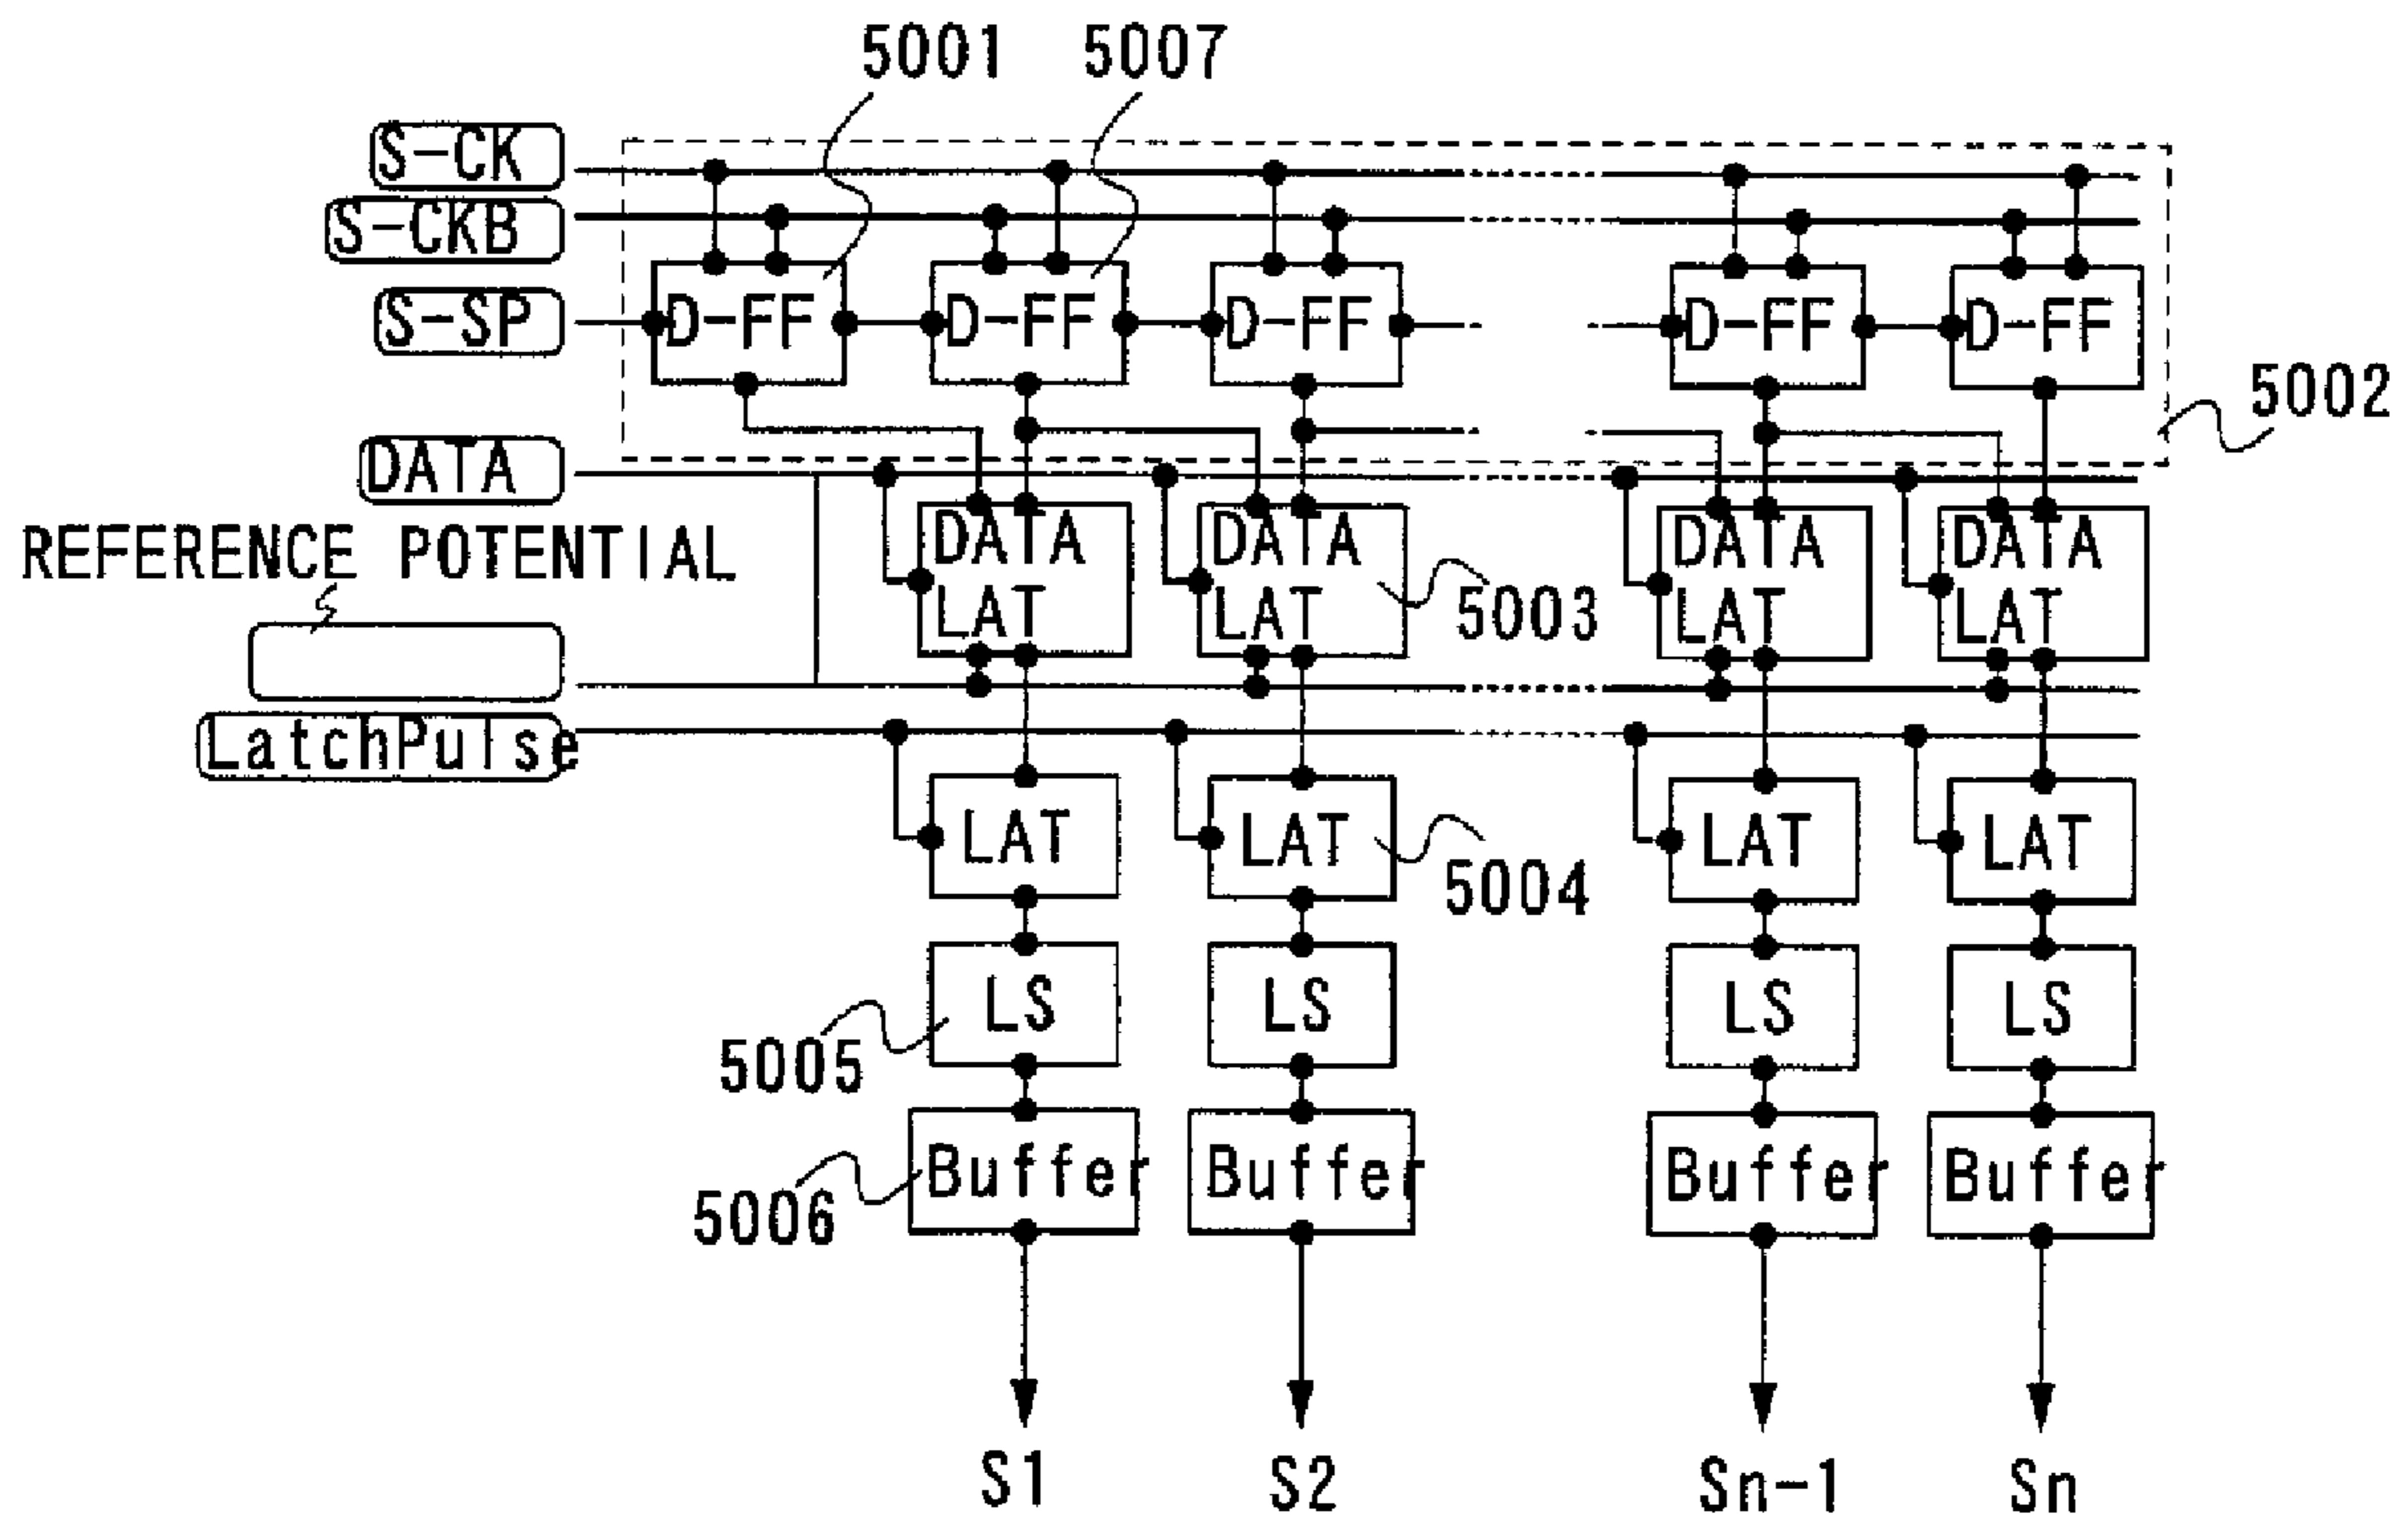 5001 5007
S-CK
S-CKB
S-SP
D-FF D-FF D-FF D-FF D-FF
5002
DATA
REFERENCE POTENTIAL
DATA LAT
DATA LAT
5003
DATA LAT
DATA LAT
LatchPulse
LAT LAT LAT LAT
5004
LS LS LS LS
5005
Buffer Buffer Buffer Buffer
5006
S1 S2 Sn-1 Sn